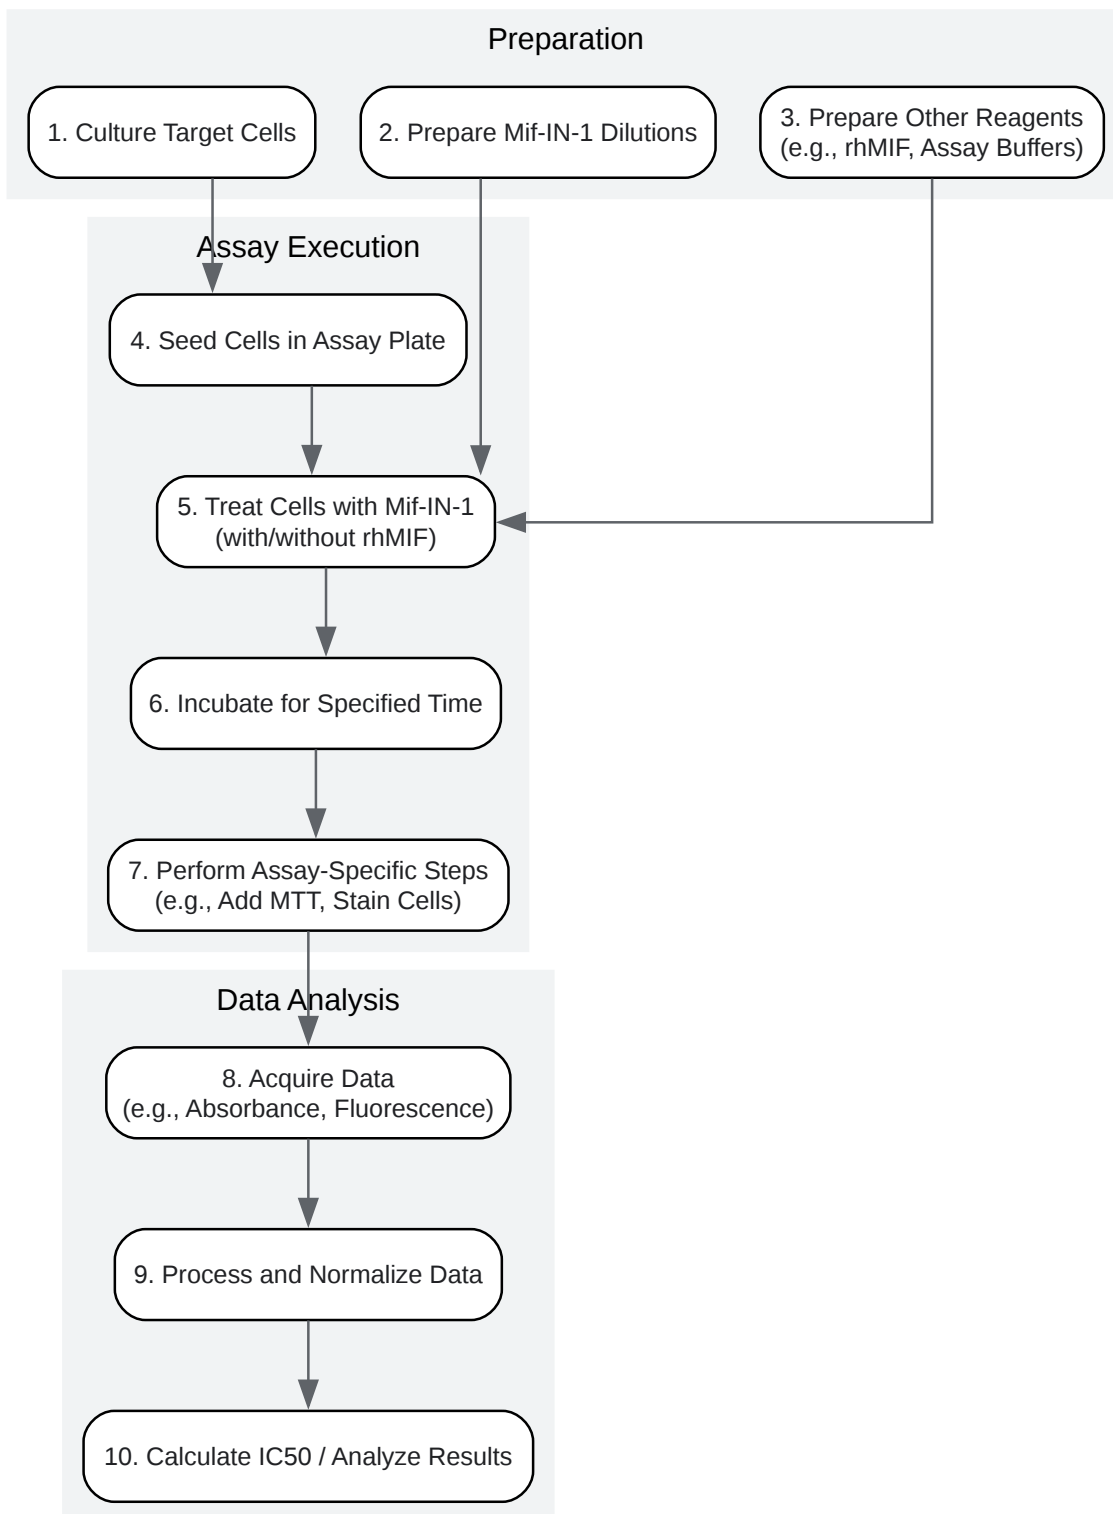 Preparation
1. Culture Target Cells
2. Prepare Mif-IN-1 Dilutions
3. Prepare Other Reagents
(e.g., rhMIF, Assay Buffers)
Assay Execution
4. Seed Cells in Assay Plate
5. Treat Cells with Mif-IN-1
(with/without rhMIF)
6. Incubate for Specified Time
7. Perform Assay-Specific Steps
(e.g., Add MTT, Stain Cells)
Data Analysis
8. Acquire Data
(e.g., Absorbance, Fluorescence)
9. Process and Normalize Data
10. Calculate IC50 / Analyze Results